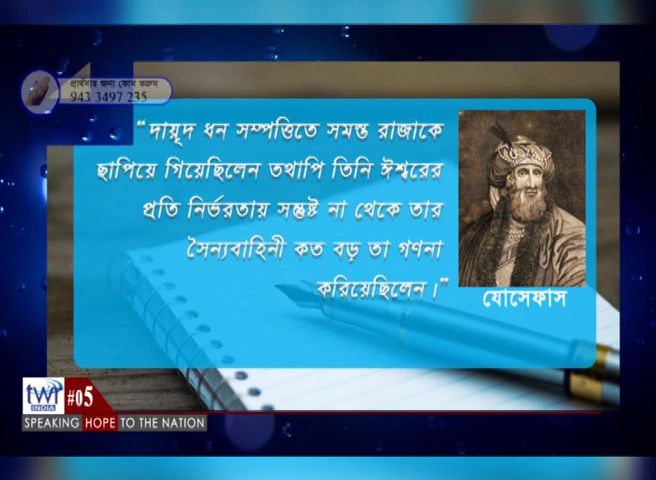 প্রার্থনার জন্য ফোন করুন
943 3497 235
“ দায়ূদ ধন সম্পত্তিতে সমস্ত রাজাকে
ছাপিয়ে গিয়েছিলেন তথাপি তিনি ঈশ্বরের
প্রতি নির্ভরতায় সন্তুষ্ট না থেকে তার
সৈন্যবাহিনী কত বড় তা গণনা
করিয়েছিলেন।”
যোসেফাস
twr
INDIA
#05
SPEAKING HOPE TO THE NATION